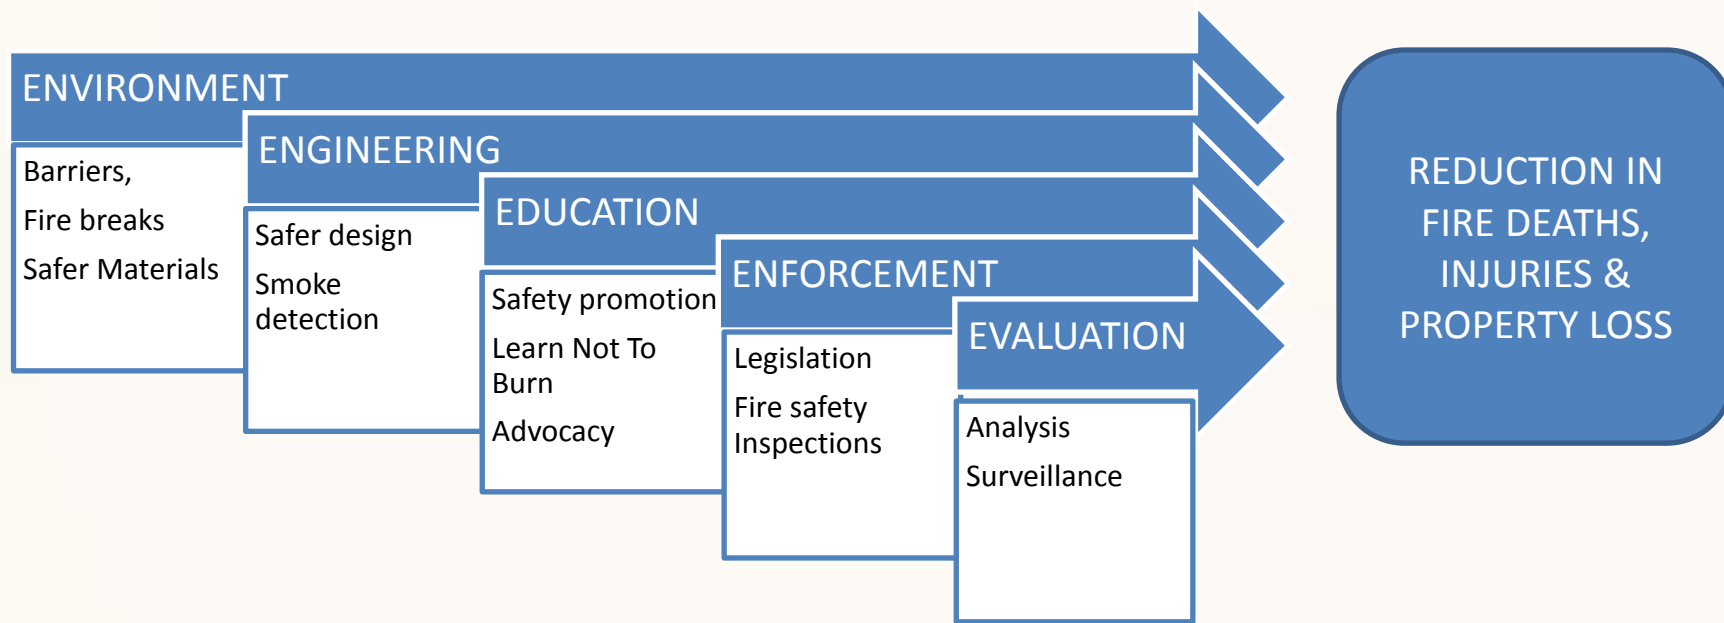 ENVIRONMENT
Barriers,
Fire breaks
Safer Materials
ENGINEERING
Safer design
Smoke
detection
EDUCATION
Safety promotion
Learn Not To
Burn
Advocacy
ENFORCEMENT
Legislation
Fire safety
Inspections
EVALUATION
Analysis
Surveillance
REDUCTION IN
FIRE DEATHS,
INJURIES &
PROPERTY LOSS